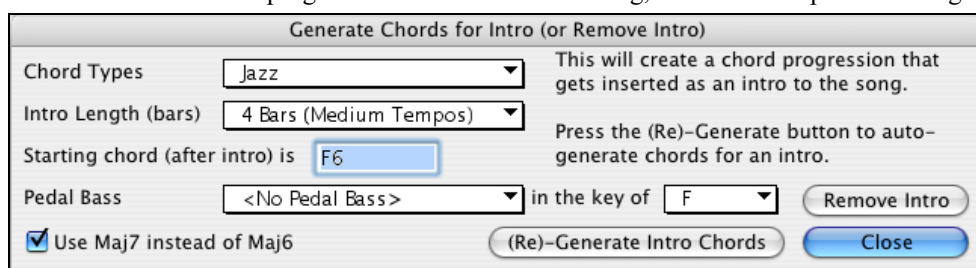 Generate Chords for Intro (or Remove Intro)
Chord Types Jazz
This will create a chord progression that
gets inserted as an intro to the song.
Intro Length (bars) 4 Bars (Medium Tempos)
Press the (Re)-Generate button to auto-
generate chords for an intro.
Starting chord (after intro) is F6
Pedal Bass <No Pedal Bass> in the key of F Remove Intro
Use Maj7 instead of Maj6 (Re)-Generate Intro Chords Close